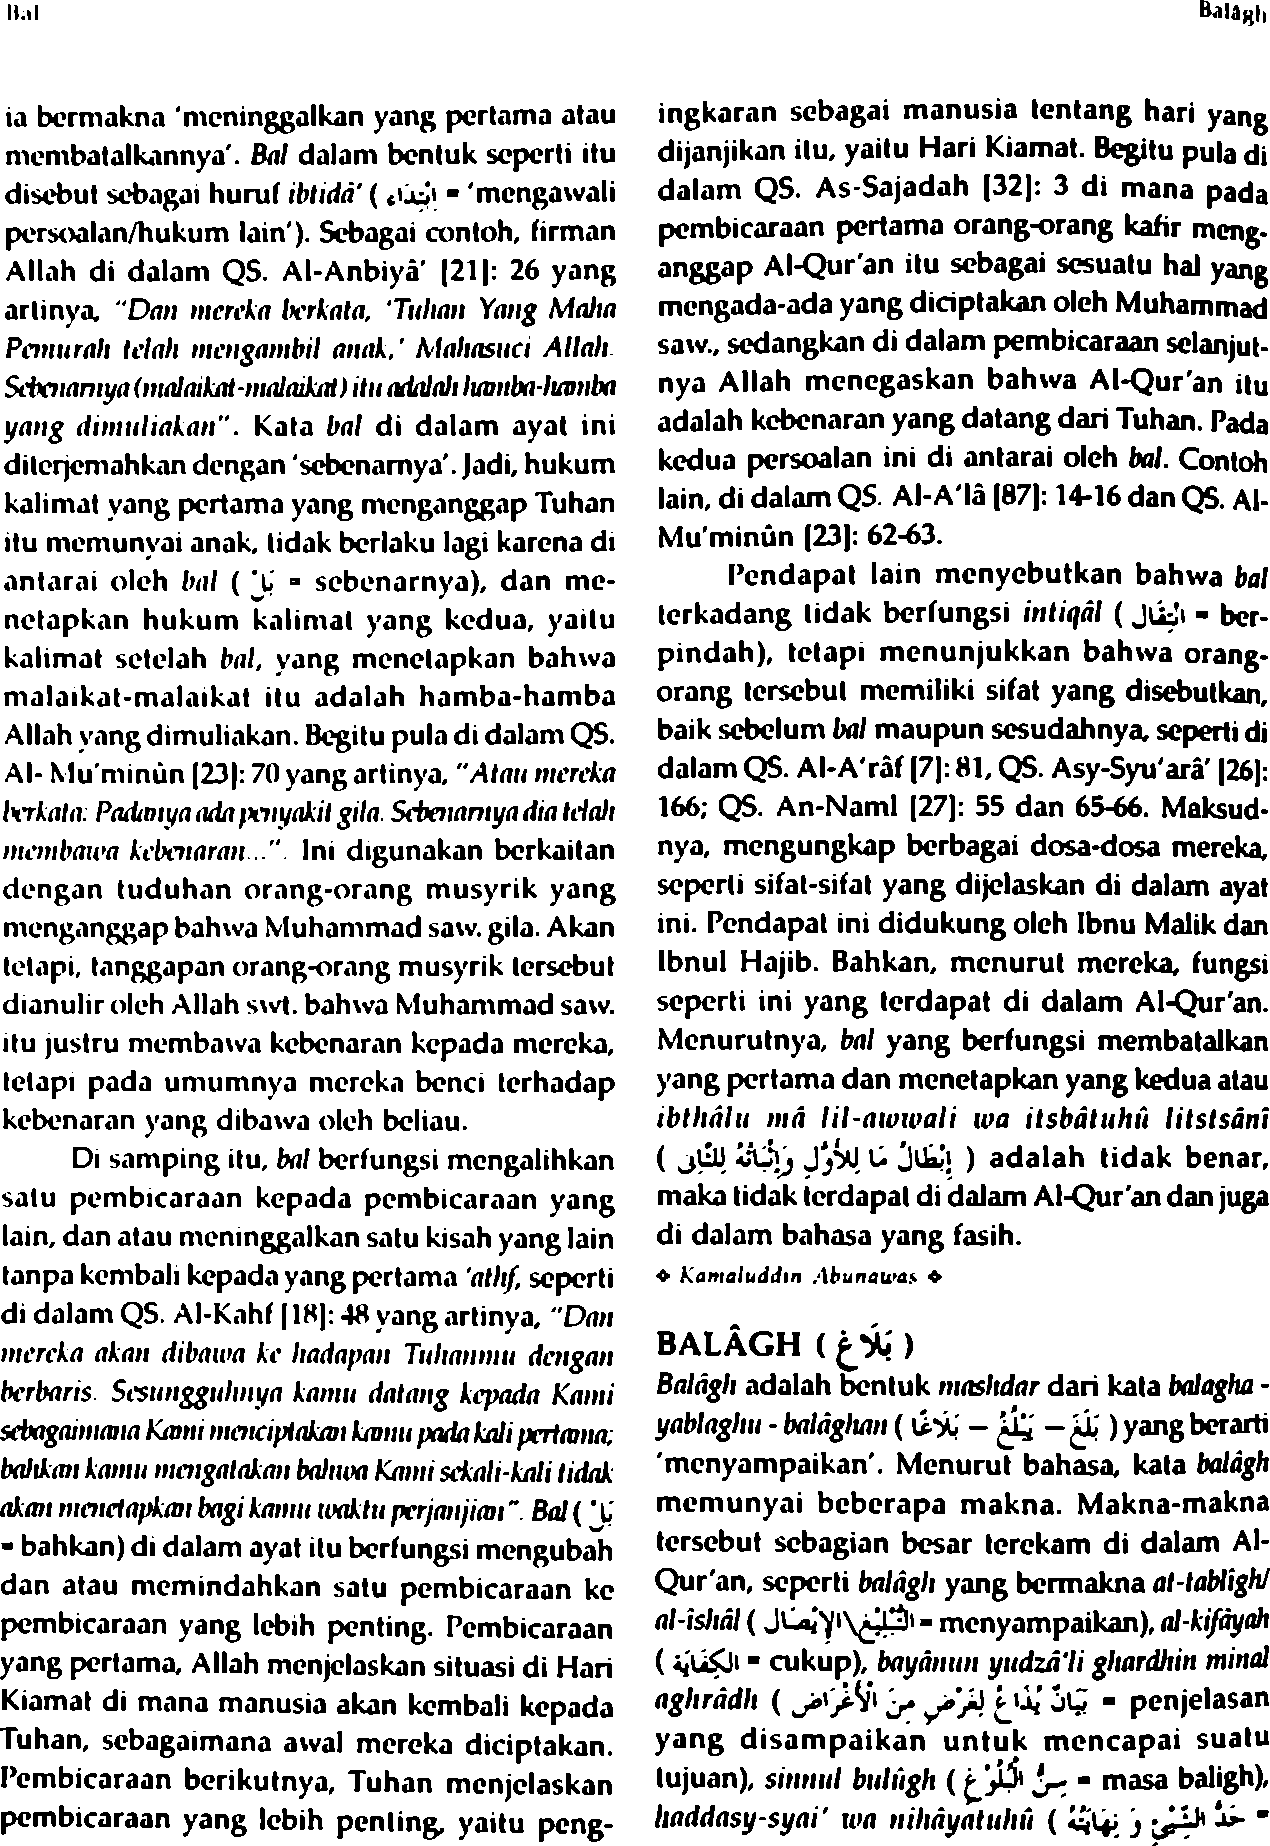 Bal
Balâgh
ia bermakna 'meninggalkan yang pertama atau
membatalkannya'. Bal dalam bentuk seperti itu
disebut sebagai huruf ibtidâ' ( اِبْتِدَاء = 'mengawali
persoalan/hukum lain'). Sebagai contoh, firman
Allah di dalam QS. Al-Anbiyâ' [21]: 26 yang
artinya, "Dan mereka berkata, 'Tuhan Yang Maha
Pemurah telah mengambil anak,' Mahasuci Allah.
Sebenarnya (malaikat-malaikat) itu adalah hamba-hamba
yang dimuliakan". Kata bal di dalam ayat ini
diterjemahkan dengan 'sebenarnya'. Jadi, hukum
kalimat yang pertama yang menganggap Tuhan
itu memunyai anak, tidak berlaku lagi karena di
antarai oleh bal ( بَلْ = sebenarnya), dan me-
netapkan hukum kalimat yang kedua, yaitu
kalimat setelah bal, yang menetapkan bahwa
malaikat-malaikat itu adalah hamba-hamba
Allah yang dimuliakan. Begitu pula di dalam QS.
Al- Mu'minûn [23]: 70 yang artinya, "Atau mereka
berkata: Padanya ada penyakit gila. Sebenarnya dia telah
membawa kebenaran...". Ini digunakan berkaitan
dengan tuduhan orang-orang musyrik yang
menganggap bahwa Muhammad saw. gila. Akan
tetapi, tanggapan orang-orang musyrik tersebut
dianulir oleh Allah swt. bahwa Muhammad saw.
itu justru membawa kebenaran kepada mereka,
tetapi pada umumnya mereka benci terhadap
kebenaran yang dibawa oleh beliau.
Di samping itu, bal berfungsi mengalihkan
satu pembicaraan kepada pembicaraan yang
lain, dan atau meninggalkan satu kisah yang lain
tanpa kembali kepada yang pertama 'athf, seperti
di dalam QS. Al-Kahf [18]: 48 yang artinya, "Dan
mereka akan dibawa ke hadapan Tuhanmu dengan
berbaris. Sesungguhnya kamu datang kepada Kami
sebagaimana Kami menciptakan kamu pada kali pertama;
bahkan kamu mengatakan bahwa Kami sekali-kali tidak
akan menetapkan bagi kamu waktu perjanjian". Bal ( بَلْ
= bahkan) di dalam ayat itu berfungsi mengubah
dan atau memindahkan satu pembicaraan ke
pembicaraan yang lebih penting. Pembicaraan
yang pertama, Allah menjelaskan situasi di Hari
Kiamat di mana manusia akan kembali kepada
Tuhan, sebagaimana awal mereka diciptakan.
Pembicaraan berikutnya, Tuhan menjelaskan
pembicaraan yang lebih penting, yaitu peng-
ingkaran sebagai manusia tentang hari yang
dijanjikan itu, yaitu Hari Kiamat. Begitu pula di
dalam QS. As-Sajadah [32]: 3 di mana pada
pembicaraan pertama orang-orang kafir meng-
anggap Al-Qur'an itu sebagai sesuatu hal yang
mengada-ada yang diciptakan oleh Muhammad
saw., sedangkan di dalam pembicaraan selanjut-
nya Allah menegaskan bahwa Al-Qur'an itu
adalah kebenaran yang datang dari Tuhan. Pada
kedua persoalan ini di antarai oleh bal. Contoh
lain, di dalam QS. Al-A'lâ [87]: 14-16 dan QS. Al-
Mu'minûn [23]: 62-63.
Pendapat lain menyebutkan bahwa bal
terkadang tidak berfungsi intiqâl ( اِنْتِقَال = ber-
pindah), tetapi menunjukkan bahwa orang-
orang tersebut memiliki sifat yang disebutkan,
baik sebelum bal maupun sesudahnya, seperti di
dalam QS. Al-A'râf [7]: 81, QS. Asy-Syu'arâ' [26]:
166; QS. An-Naml [27]: 55 dan 65-66. Maksud-
nya, mengungkap berbagai dosa-dosa mereka,
seperti sifat-sifat yang dijelaskan di dalam ayat
ini. Pendapat ini didukung oleh Ibnu Malik dan
Ibnul Hajib. Bahkan, menurut mereka, fungsi
seperti ini yang terdapat di dalam Al-Qur'an.
Menurutnya, bal yang berfungsi membatalkan
yang pertama dan menetapkan yang kedua atau
ibthâlu mâ lil-awwali wa itsbâtuhû litstsânî
( إِبْطَالُ مَا لِلْأَوَّلِ وَإِثْبَاتُهُ لِلثَّانِى ) adalah tidak benar,
maka tidak terdapat di dalam Al-Qur'an dan juga
di dalam bahasa yang fasih.
❖ Kamaluddin Abunawas ❖
BALÂGH ( بَلَاغ )
Balâgh adalah bentuk mashdar dari kata balagha -
yablaghu - balâghan ( بَلَغَ – يَبْلُغُ – بَلَاغًا ) yang berarti
'menyampaikan'. Menurut bahasa, kata balâgh
memunyai beberapa makna. Makna-makna
tersebut sebagian besar terekam di dalam Al-
Qur'an, seperti balâgh yang bermakna at-tablîgh/
al-îshâl ( التَّبْلِيْغ\الْإِيْصَال = menyampaikan), al-kifâyah
( الْكِفَايَة = cukup), bayânun yudzâ'li ghardhin minal
aghrâdh ( بَيَانٌ يُذَاعُ لِغَرَضٍ مِنَ الْأَغْرَاضِ = penjelasan
yang disampaikan untuk mencapai suatu
tujuan), sinnul bulûgh ( سِنُّ الْبُلُوْغ = masa baligh),
haddasy-syai' wa nihâyatuhû ( حَدُّ الشَّيْئِ وَ نِهَايَتُهُ =